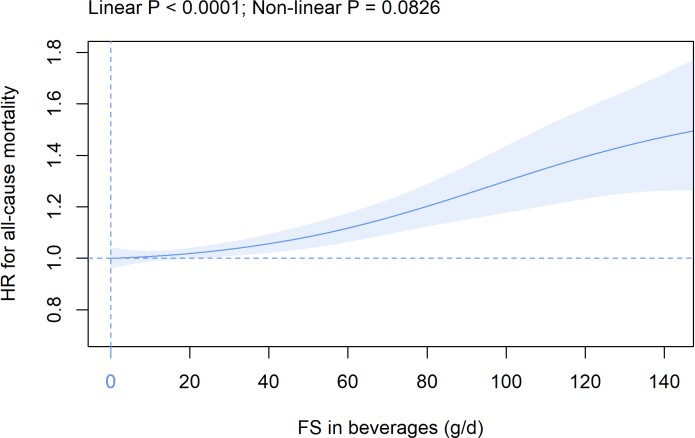 Linear P < 0.0001; Non-linear P = 0.0826
HR for all-cause mortality
1.8
1.6
1.4
1.2
1.0
0.8
0 20 40 60 80 100 120 140
FS in beverages (g/d)